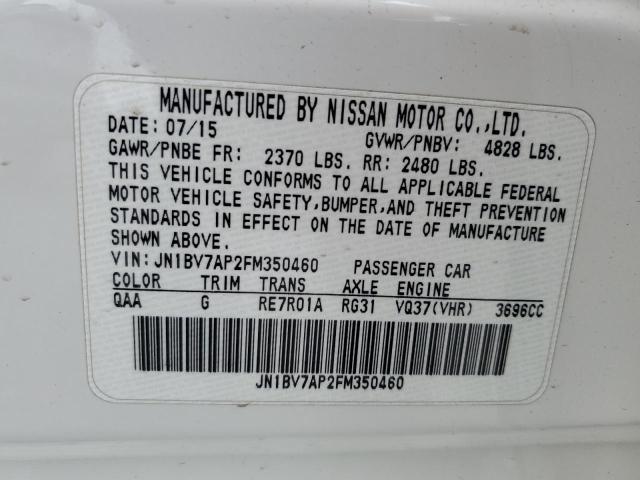 MANUFACTURED BY NISSAN MOTOR CO.,LTD.
DATE: 07/15 GVWR/PNBV: 4828 LBS.
GAWR/PNBE FR: 2370 LBS. RR: 2480 LBS.
THIS VEHICLE CONFORMS TO ALL APPLICABLE FEDERAL
MOTOR VEHICLE SAFETY,BUMPER,AND THEFT PREVENTION
STANDARDS IN EFFECT ON THE DATE OF MANUFACTURE
SHOWN ABOVE.
VIN:JN1BV7AP2FM350460 PASSENGER CAR
COLOR TRIM TRANS AXLE ENGINE
QAA G RE7R01A RG31 VQ37(VHR) 3696CC
JN1BV7AP2FM350460